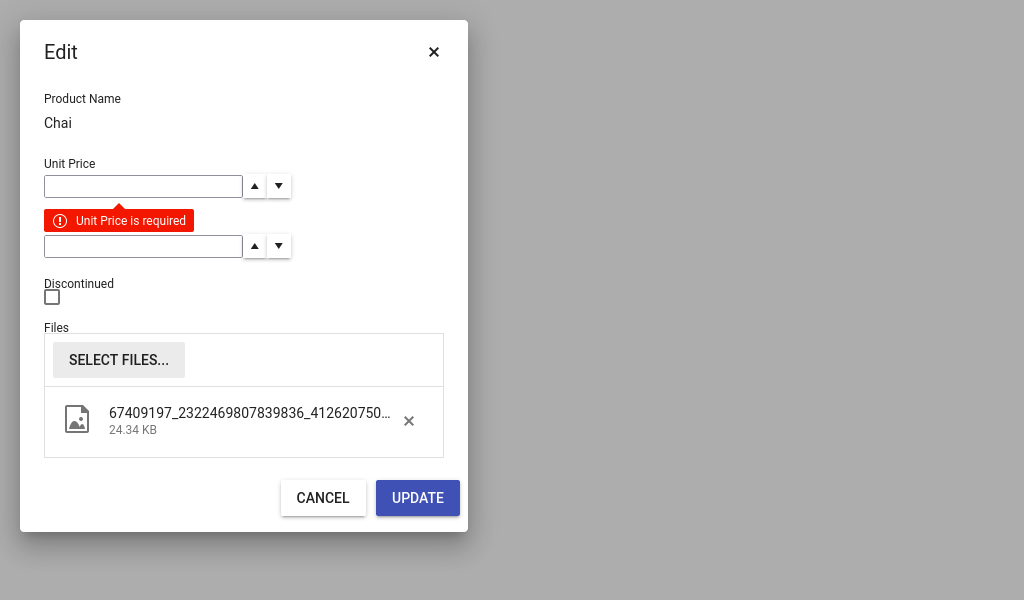 Edit
Product Name
Chai
Unit Price
Unit Price is required
Discontinued
Files
SELECT FILES...
67409197_2322469807839836_412620750...
24.34 KB
CANCEL
UPDATE